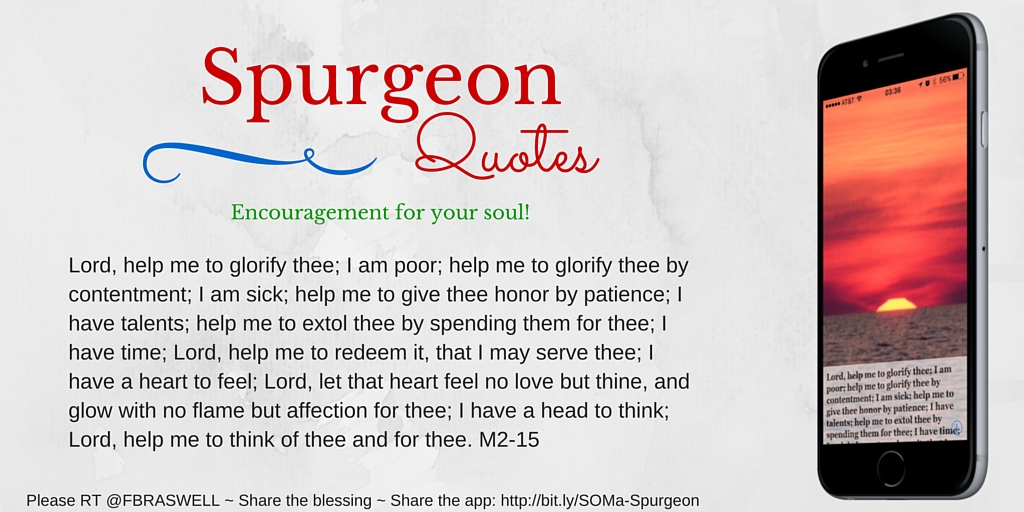 Spurgeon
Quotes
Encouragement for your soul!
Lord, help me to glorify thee; I am poor; help me to glorify thee by
contentment; I am sick; help me to give thee honor by patience; I
have talents; help me to extol thee by spending them for thee; I
have time; Lord, help me to redeem it, that I may serve thee; I
have a heart to feel; Lord, let that heart feel no love but thine, and
glow with no flame but affection for thee; I have a head to think;
Lord, help me to think of thee and for thee. M2-15
Please RT @FBRASWELL ~ Share the blessing ~ Share the app: http://bit.ly/SOMa-Spurgeon
AT&T 03:36 56%
Lord, help me to glorify thee; I am
poor; help me to glorify thee by
contentment; I am sick; help me to
give thee honor by patience; I have
talents; help me to extol thee by
spending them for thee; I have time;